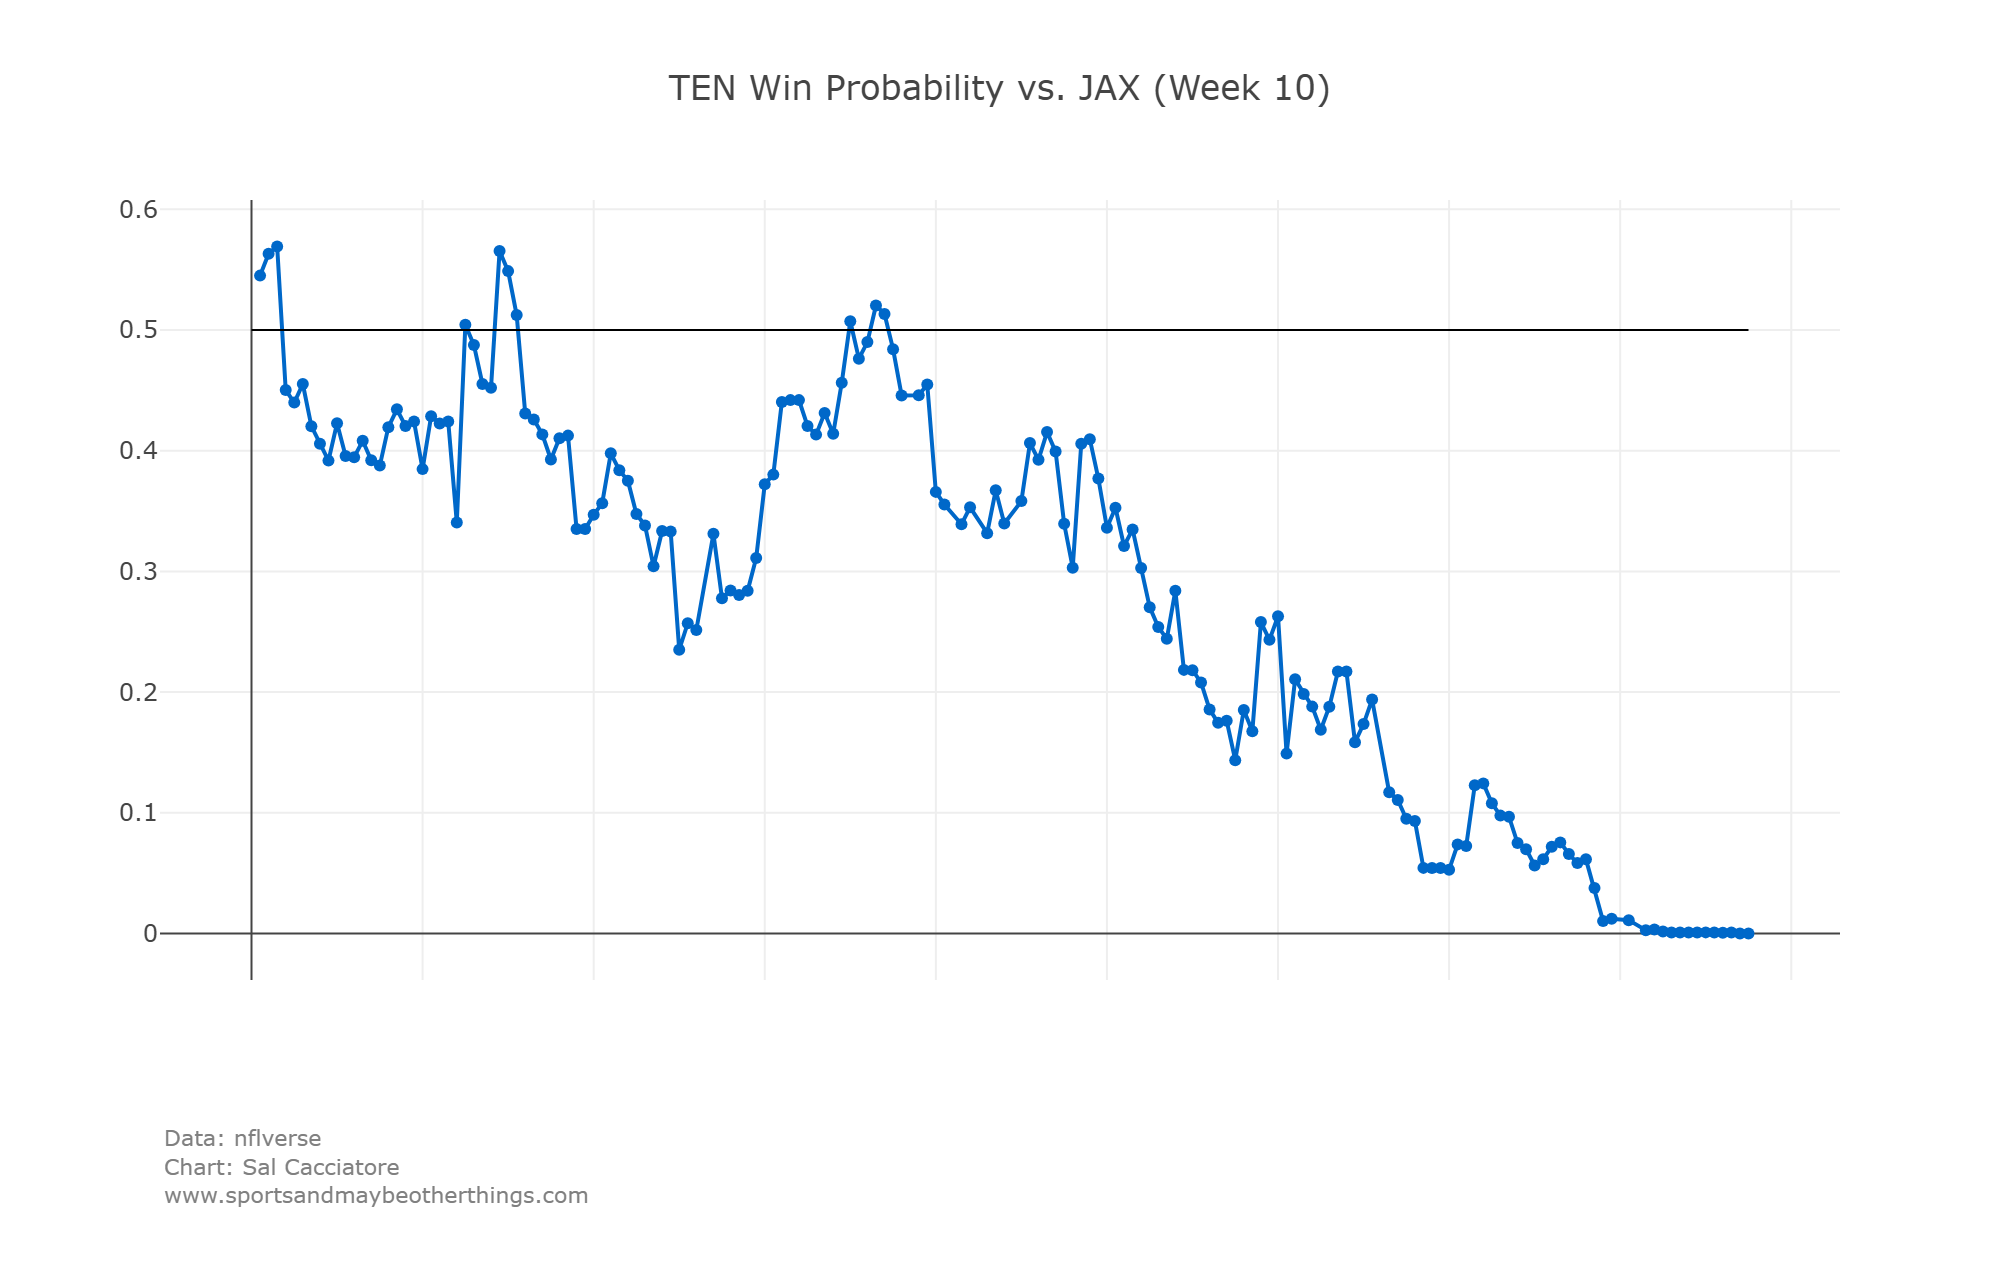 TEN Win Probability vs. JAX (Week 10)
0.6
0.5
0.4
0.3
0.2
0.1
0
Data: nflverse
Chart: Sal Cacciatore
www.sportsandmaybeotherthings.com